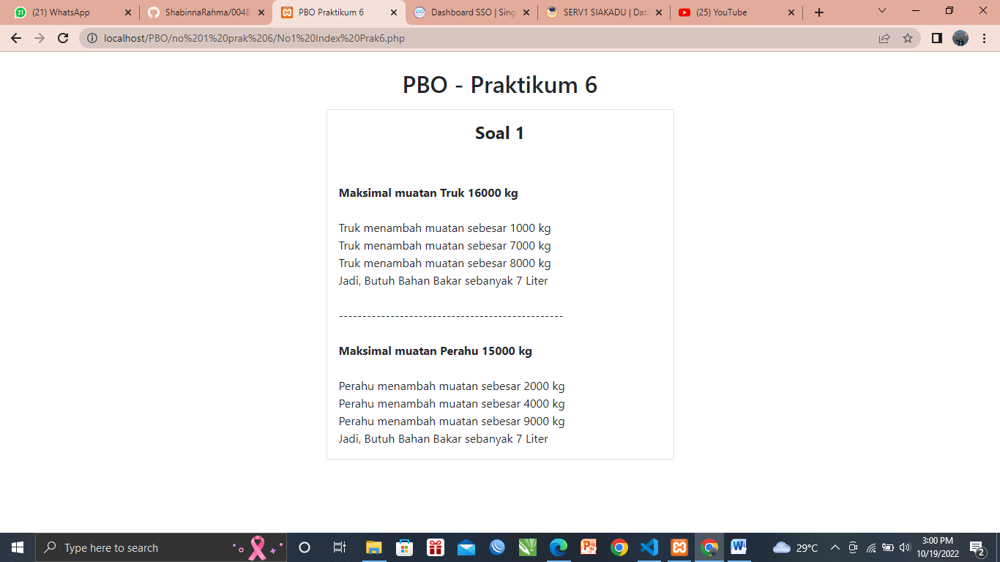 (21) WhatsApp
ShabinnaRahma/004B
PBO Praktikum 6
Dashboard SSO | Sing
SERV1 SIAKADU | Data
(25) YouTube
localhost/PBO/no%201%20prak%206/No1%20Index%20Prak6.php
PBO - Praktikum 6
Soal 1
Maksimal muatan Truk 16000 kg
Truk menambah muatan sebesar 1000 kg
Truk menambah muatan sebesar 7000 kg
Truk menambah muatan sebesar 8000 kg
Jadi, Butuh Bahan Bakar sebanyak 7 Liter
------------------------------------------------
Maksimal muatan Perahu 15000 kg
Perahu menambah muatan sebesar 2000 kg
Perahu menambah muatan sebesar 4000 kg
Perahu menambah muatan sebesar 9000 kg
Jadi, Butuh Bahan Bakar sebanyak 7 Liter
Type here to search
29°C
3:00 PM
10/19/2022
2